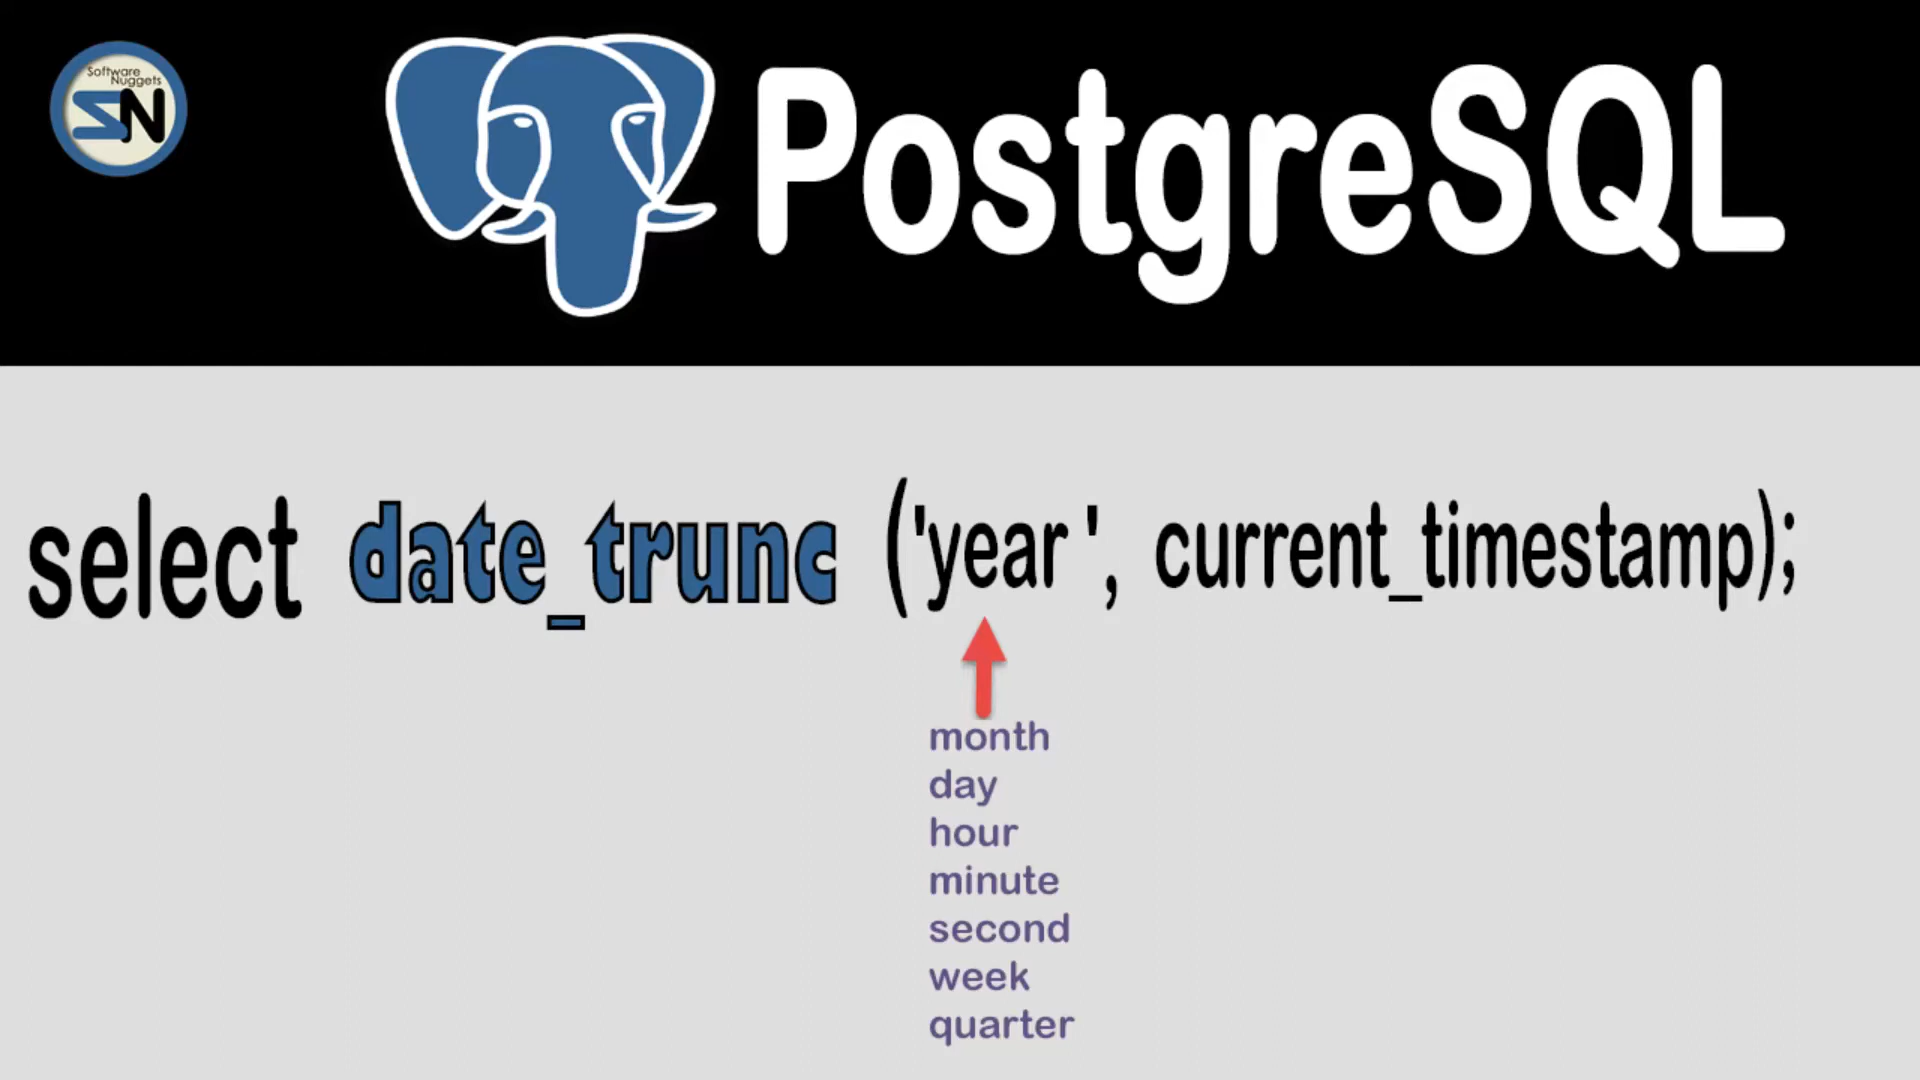 Software
Nuggets
SN
PostgreSQL
select date_trunc ('year ', current_timestamp);
month
day
hour
minute
second
week
quarter